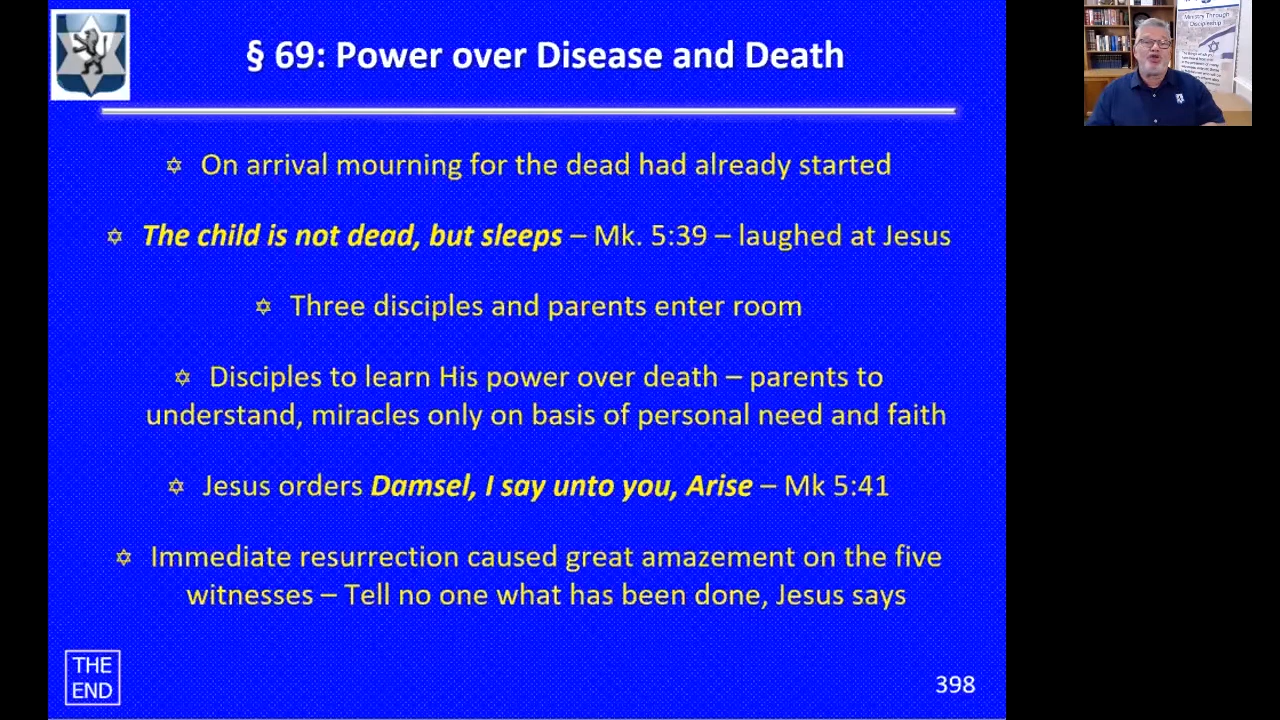 § 69: Power over Disease and Death
✡ On arrival mourning for the dead had already started
✡ The child is not dead, but sleeps – Mk. 5:39 – laughed at Jesus
✡ Three disciples and parents enter room
✡ Disciples to learn His power over death – parents to
understand, miracles only on basis of personal need and faith
✡ Jesus orders Damsel, I say unto you, Arise – Mk 5:41
✡ Immediate resurrection caused great amazement on the five
witnesses – Tell no one what has been done, Jesus says
THE
END
398
Ministry Through
Discipleship